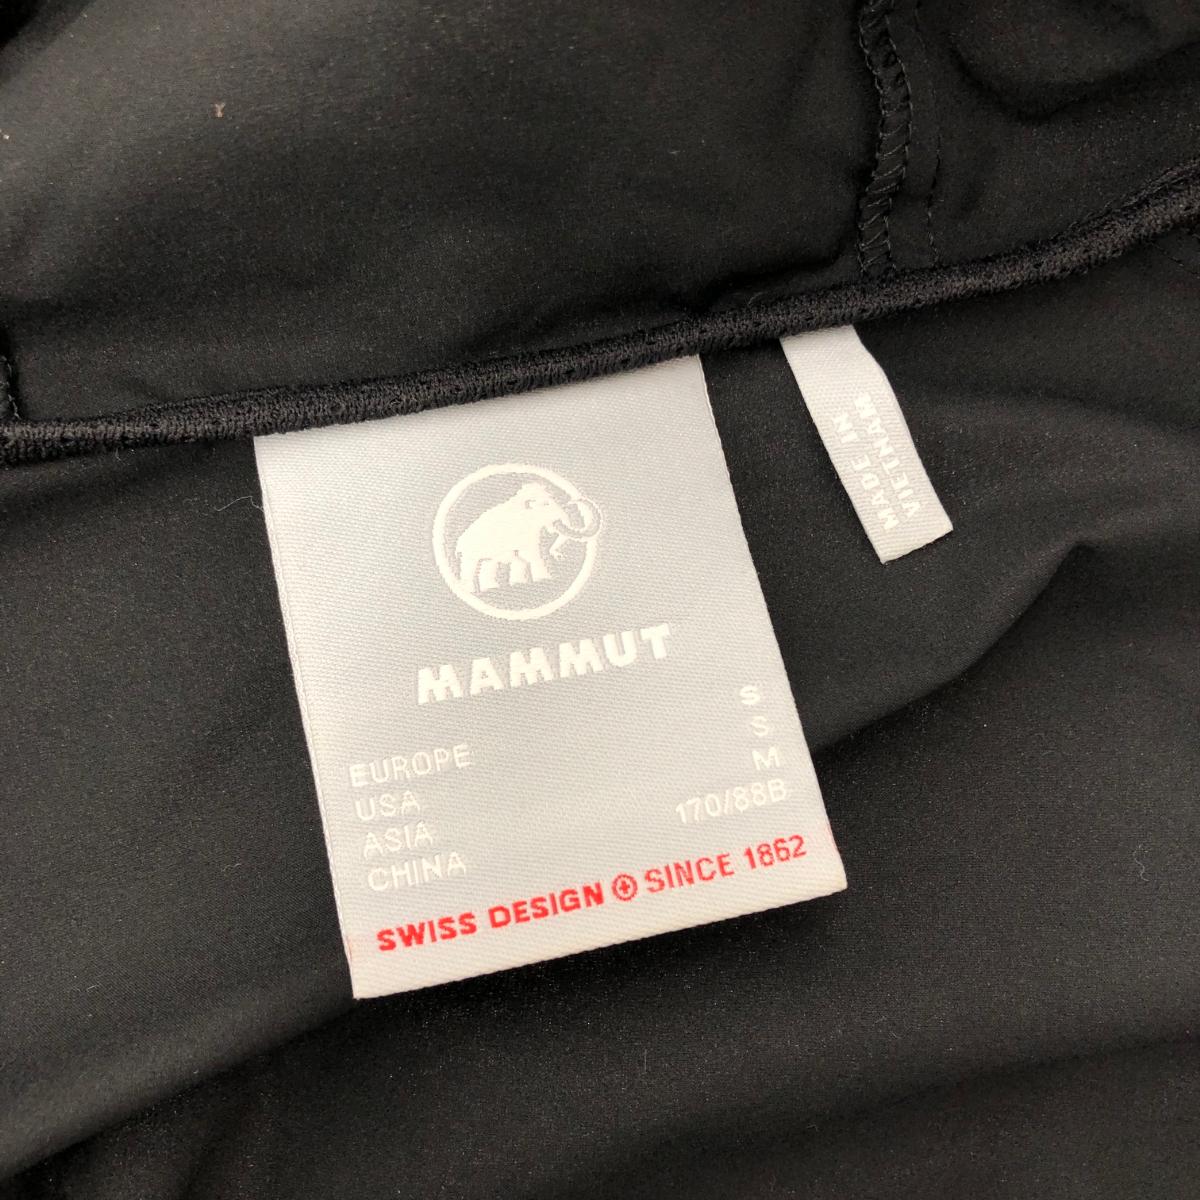 MAMMUT
EUROPE S
USA S
ASIA M
CHINA 170/88B
SWISS DESIGN SINCE 1862
MADE IN
VIETNAM